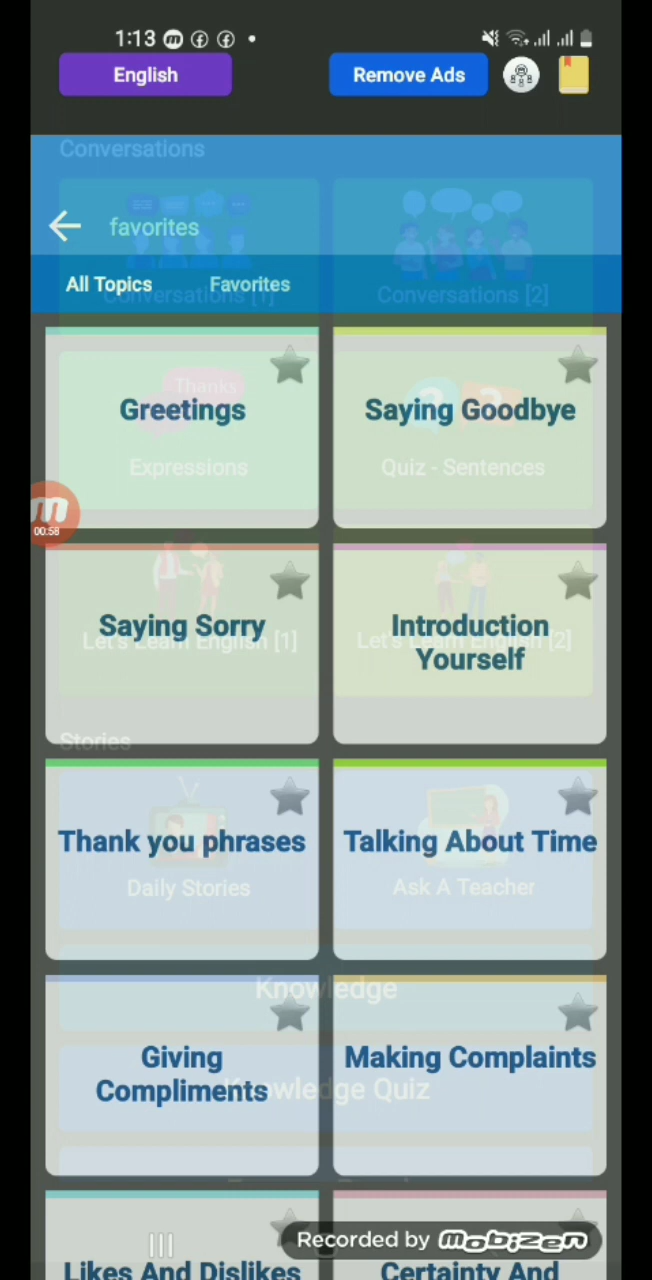 1:13
English
Remove Ads
Conversations
favorites
All Topics
Favorites
Conversations [1]
Conversations [2]
Thanks
Greetings
Saying Goodbye
Expressions
Quiz - Sentences
00:58
Saying Sorry
Introduction
Yourself
Let's Learn English [1]
Let's Learn English [2]
Stories
Thank you phrases
Talking About Time
Daily Stories
Ask A Teacher
Knowledge
Giving
Compliments
Making Complaints
Knowledge Quiz
Recorded by mobizen
Likes And Dislikes
Certainty And